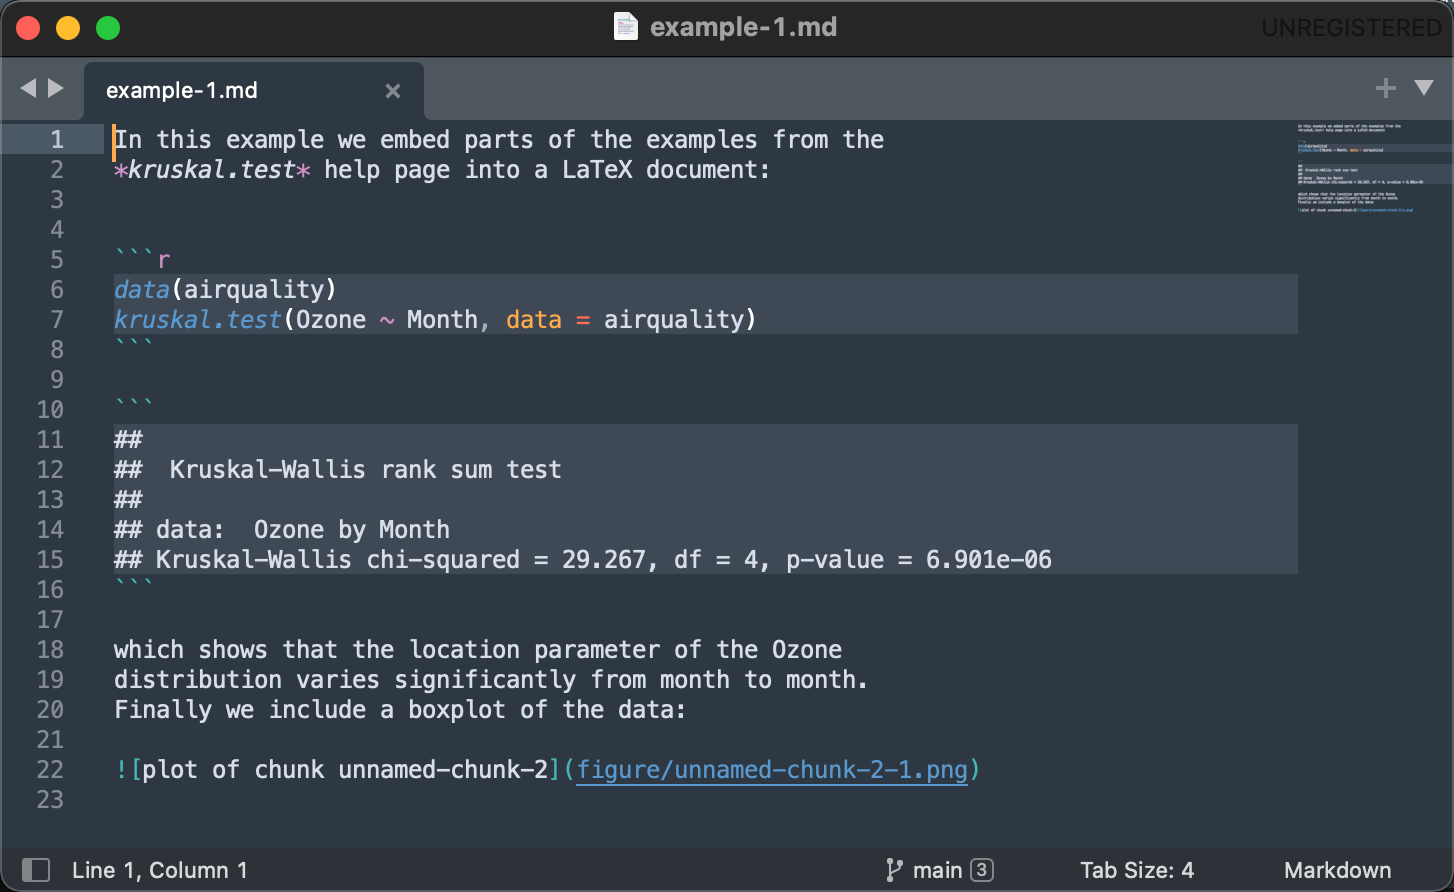 example-1.md
UNREGISTERED
example-1.md
1 In this example we embed parts of the examples from the
2 *kruskal.test* help page into a LaTeX document:
3
4
5 ```r
6 data(airquality)
7 kruskal.test(Ozone ~ Month, data = airquality)
8 ```
9
10 ```
11 ##
12 ##  Kruskal-Wallis rank sum test
13 ##
14 ## data:  Ozone by Month
15 ## Kruskal-Wallis chi-squared = 29.267, df = 4, p-value = 6.901e-06
16 ```
17
18 which shows that the location parameter of the Ozone
19 distribution varies significantly from month to month.
20 Finally we include a boxplot of the data:
21
22 ![plot of chunk unnamed-chunk-2](figure/unnamed-chunk-2-1.png)
23
Line 1, Column 1 main 3 Tab Size: 4 Markdown